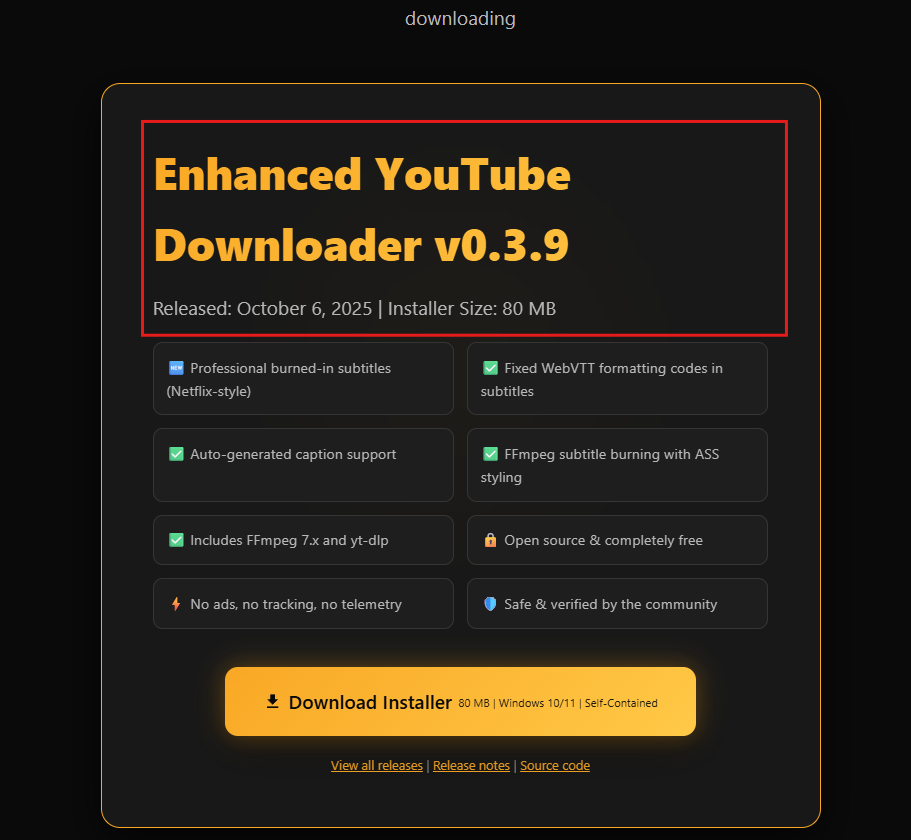 downloading
Enhanced YouTube
Downloader v0.3.9
Released: October 6, 2025 | Installer Size: 80 MB
🆕 Professional burned-in subtitles
(Netflix-style)
✅ Fixed WebVTT formatting codes in
subtitles
✅ Auto-generated caption support
✅ FFmpeg subtitle burning with ASS
styling
✅ Includes FFmpeg 7.x and yt-dlp
🔒 Open source & completely free
⚡ No ads, no tracking, no telemetry
🛡️ Safe & verified by the community
Download Installer 80 MB | Windows 10/11 | Self-Contained
View all releases | Release notes | Source code